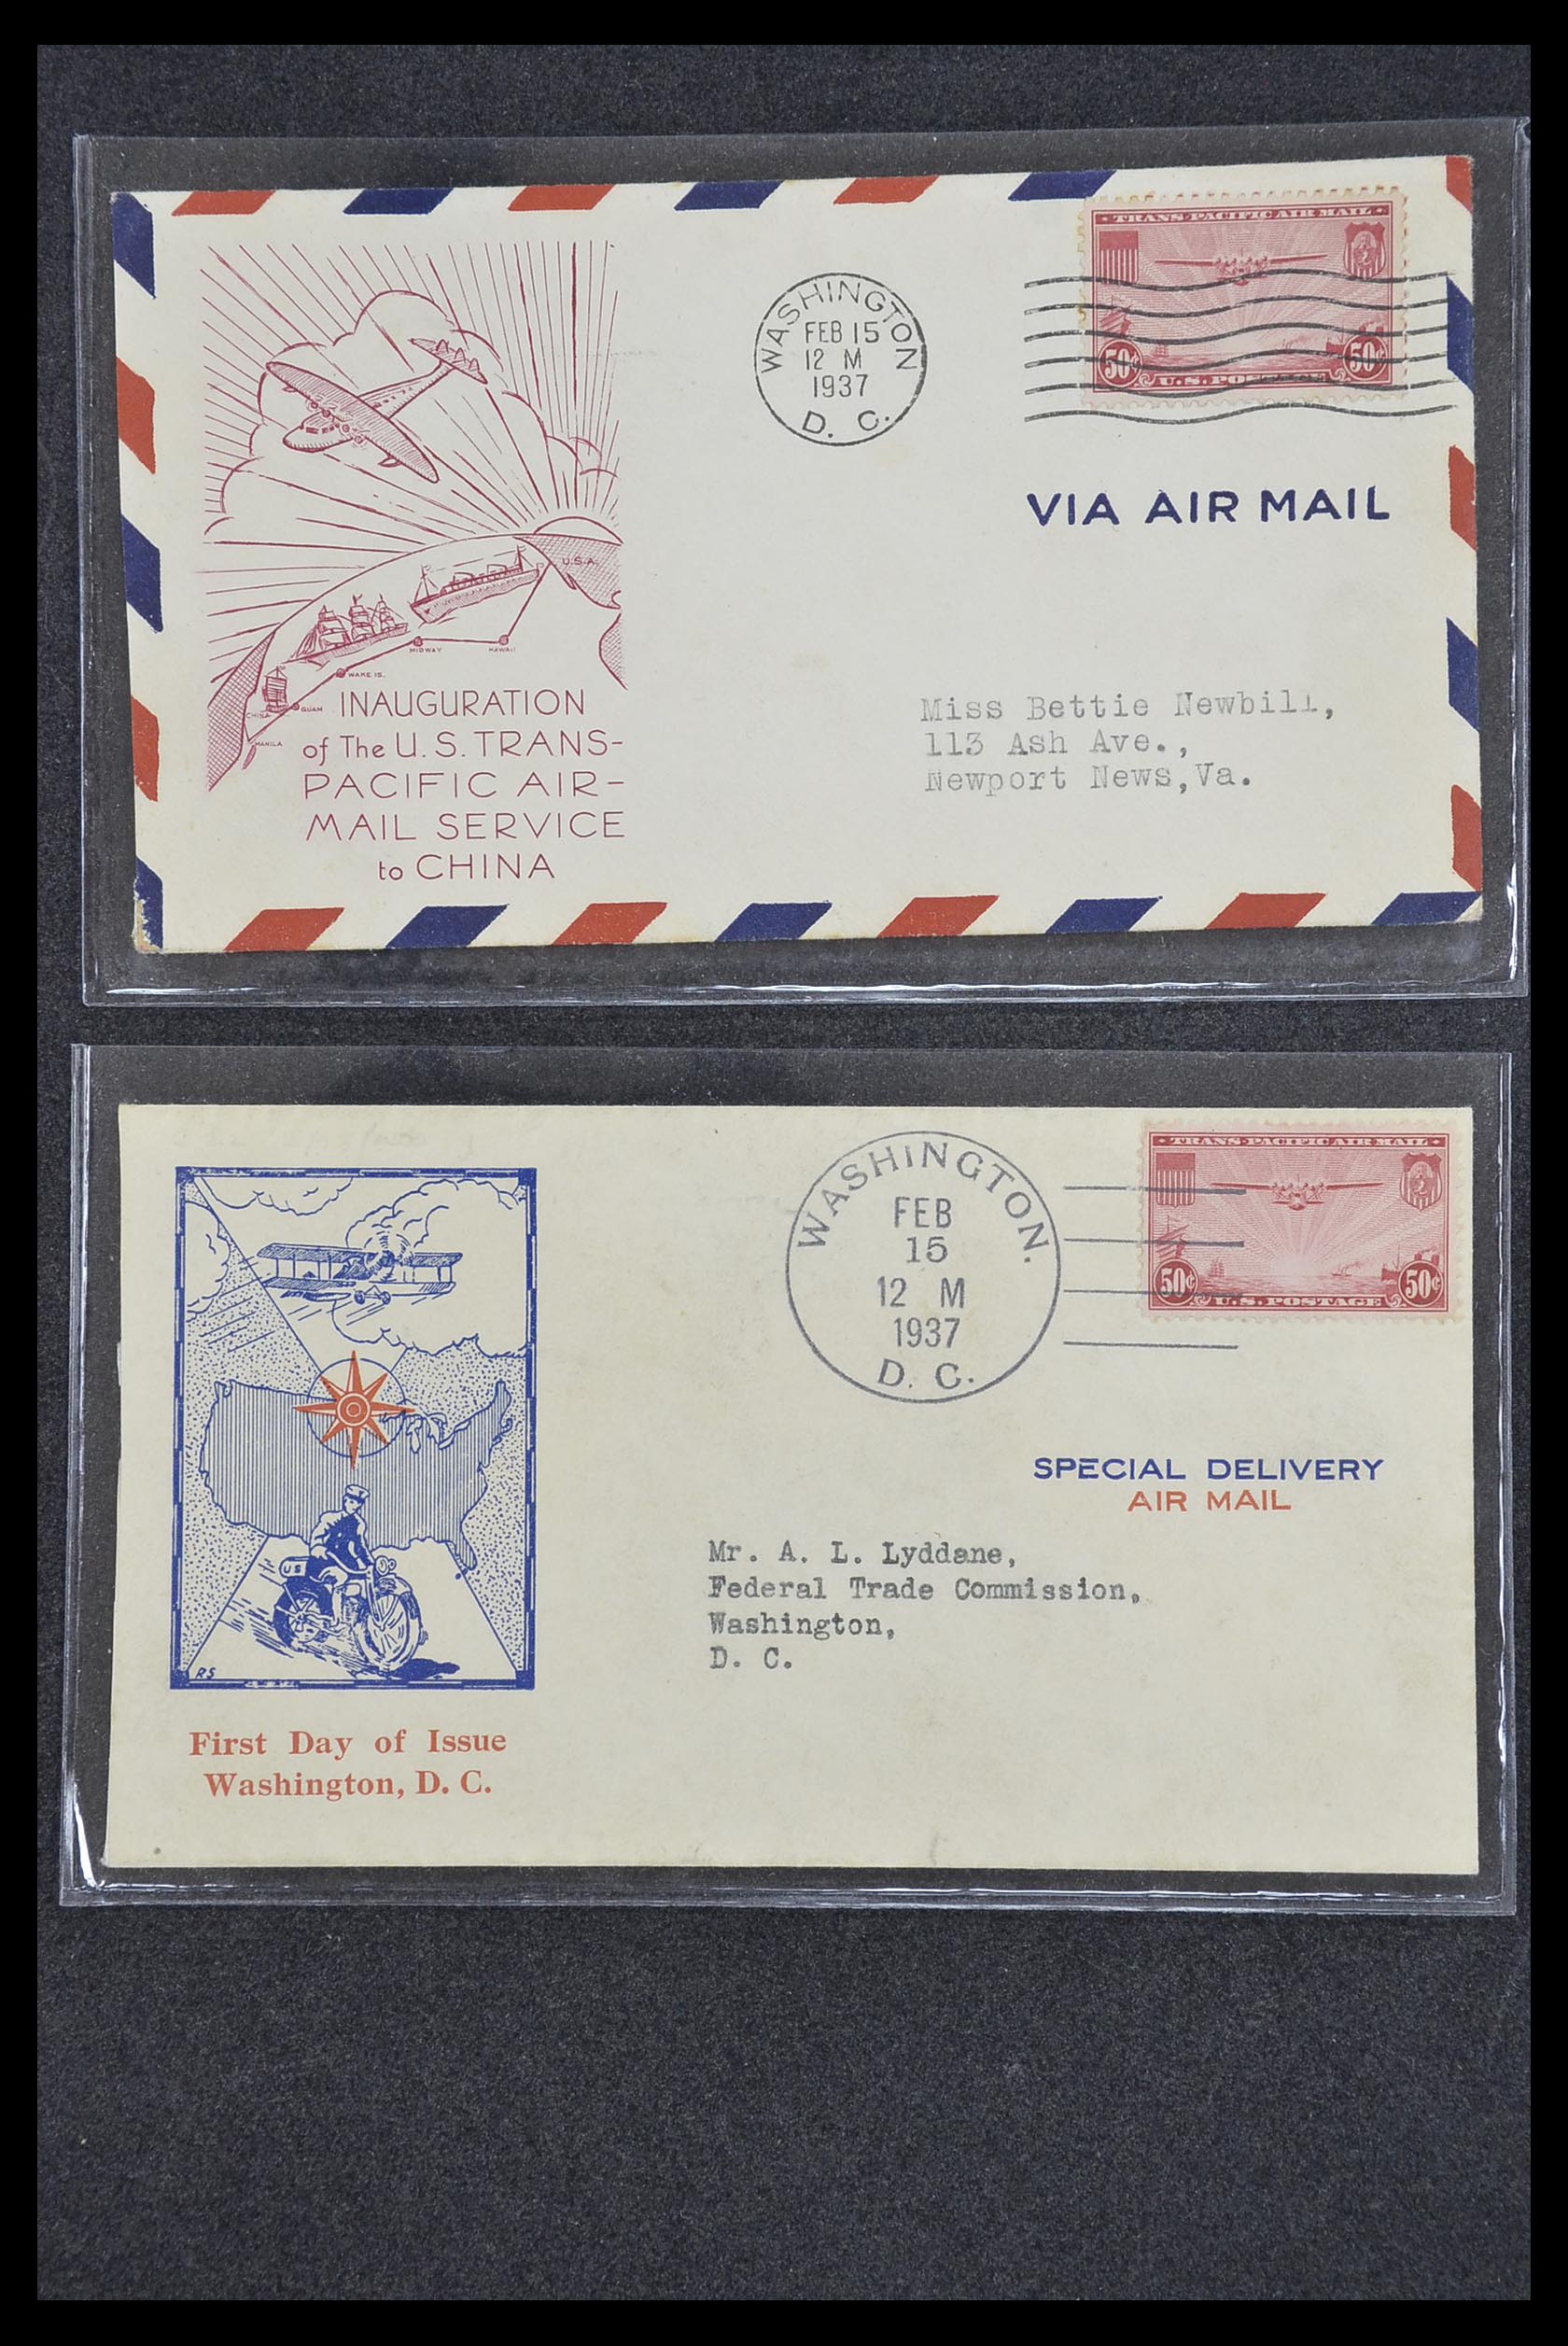 TRANS-PACIFIC AIR MAIL
50¢ 50¢
U.S. POSTAGE
WASHINGTON
FEB 15
12 M
1937
D. C.
VIA AIR MAIL
U.S.A.
MIDWAY HAWAII
WAKE IS.
CHINA GUAM
MANILA
INAUGURATION
of The U.S. TRANS-
PACIFIC AIR-
MAIL SERVICE
to CHINA
Miss Bettie Newbill,
113 Ash Ave.,
Newport News,Va.
TRANS-PACIFIC AIR MAIL
50¢ 50¢
U.S. POSTAGE
WASHINGTON.
FEB
15
12 M
1937
D. C.
SPECIAL DELIVERY
AIR MAIL
Mr. A. L. Lyddane,
Federal Trade Commission,
Washington,
D. C.
US
RS
First Day of Issue
Washington, D. C.